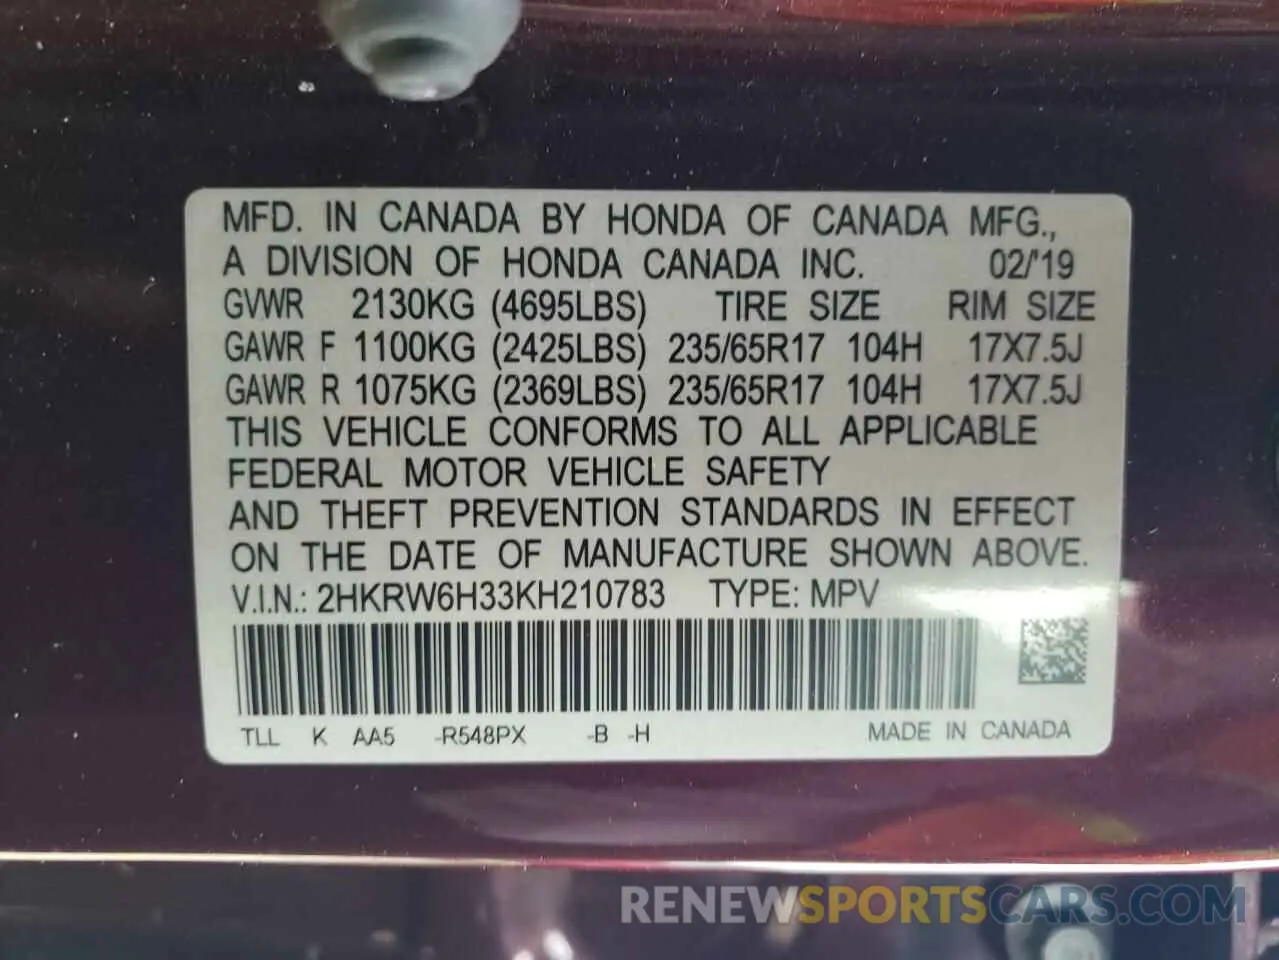 MFD. IN CANADA BY HONDA OF CANADA MFG.,
A DIVISION OF HONDA CANADA INC. 02/'19
GVWR 2130KG (4695LBS) TIRE SIZE RIM SIZE
GAWR F 1100KG (2425LBS) 235/65R17 104H 17X7.5J
GAWR R 1075KG (2369LBS) 235/65R17 104H 17X7.5J
THIS VEHICLE CONFORMS TO ALL APPLICABLE
FEDERAL MOTOR VEHICLE SAFETY
AND THEFT PREVENTION STANDARDS IN EFFECT
ON THE DATE OF MANUFACTURE SHOWN ABOVE.
V.I.N.: 2HKRW6H33KH210783 TYPE: MPV
TLL K AA5 -R548PX -B -H MADE IN CANADA
RENEWSPORTSCARS.COM